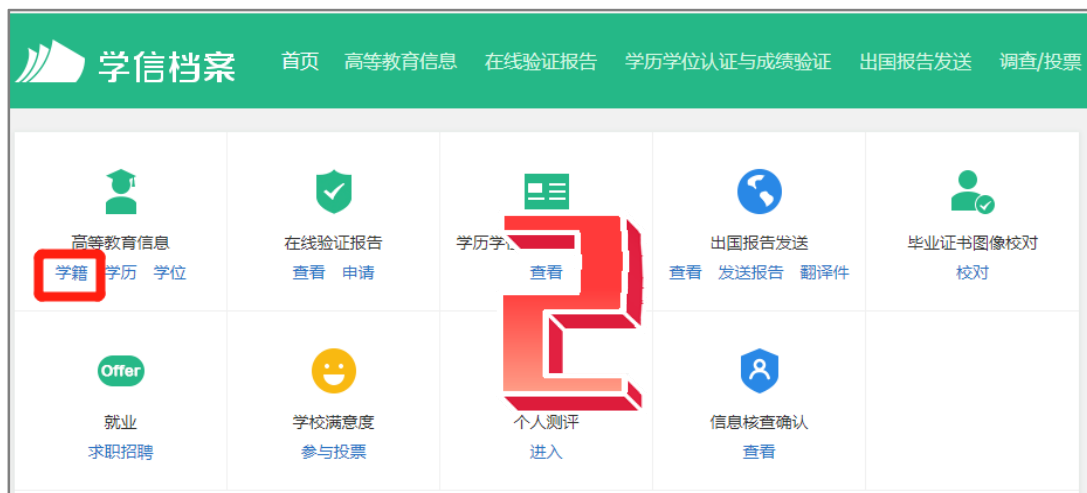 学信档案
首页 高等教育信息 在线验证报告 学历学位认证与成绩验证 出国报告发送 调查/投票
高等教育信息
学籍 学历 学位
在线验证报告
查看 申请
学历学
查看
出国报告发送
查看 发送报告 翻译件
毕业证书图像校对
校对
2
Offer
就业
求职招聘
学校满意度
参与投票
个人测评
进入
信息核查确认
查看